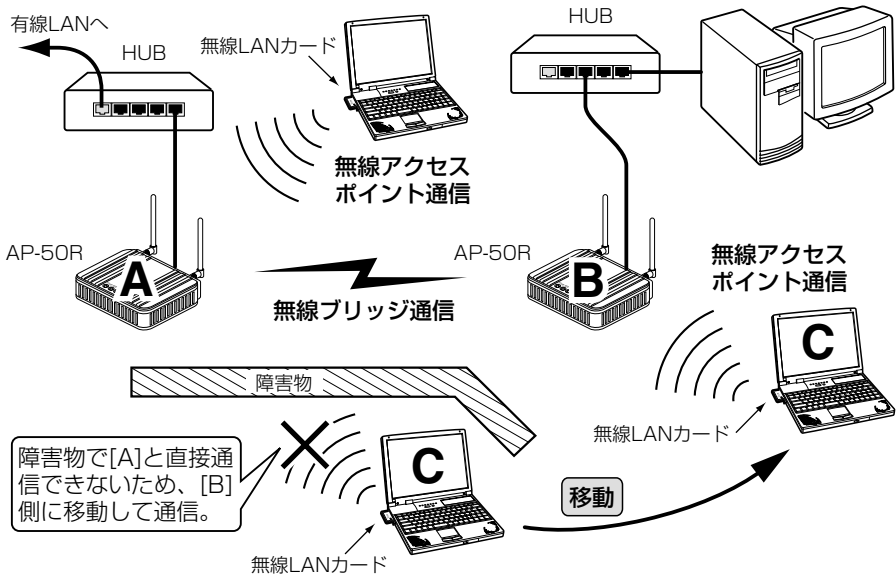 有線LANへ
HUB
無線LANカード
HUB
無線アクセス
ポイント通信
AP-50R
A
無線ブリッジ通信
AP-50R
B
無線アクセス
ポイント通信
C
無線LANカード
障害物
障害物で[A]と直接通
信できないため、[B]
側に移動して通信。
C
無線LANカード
移動